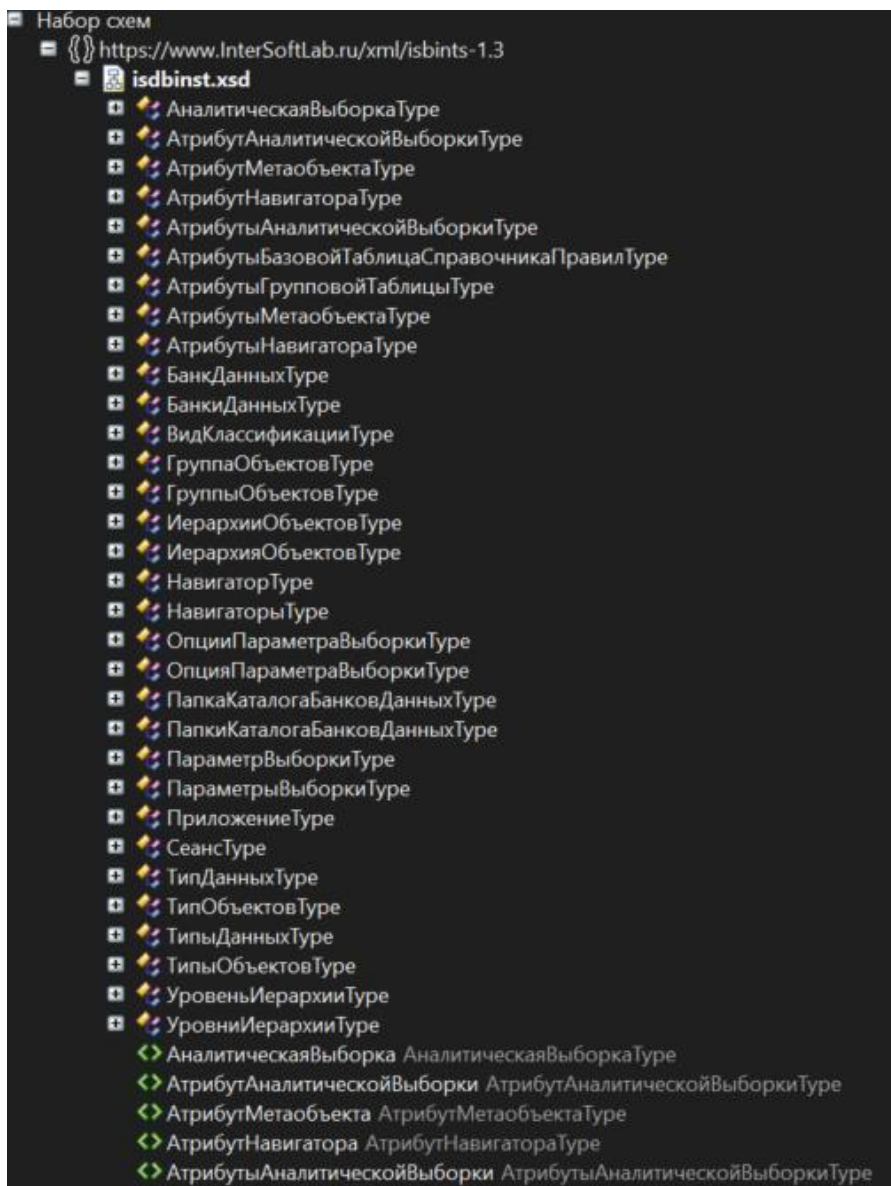 Набор схем
{} https://www.InterSoftLab.ru/xml/isbints-1.3
isdbinst.xsd
АналитическаяВыборкаType
АтрибутАналитическойВыборкиType
АтрибутМетаобъектаType
АтрибутНавигатораType
АтрибутыАналитическойВыборкиType
АтрибутыБазовойТаблицаСправочникаПравилType
АтрибутыГрупповойТаблицыType
АтрибутыМетаобъектаType
АтрибутыНавигатораType
БанкДанныхType
БанкиДанныхType
ВидКлассификацииType
ГруппаОбъектовType
ГруппыОбъектовType
ИерархииОбъектовType
ИерархияОбъектовType
НавигаторType
НавигаторыType
ОпцииПараметраВыборкиType
ОпцияПараметраВыборкиType
ПапкаКаталогаБанковДанныхType
ПапкиКаталогаБанковДанныхType
ПараметрВыборкиType
ПараметрыВыборкиType
ПриложениеType
СеансType
ТипДанныхType
ТипОбъектовType
ТипыДанныхType
ТипыОбъектовType
УровеньИерархииType
УровниИерархииType
<> АналитическаяВыборка АналитическаяВыборкаType
<> АтрибутАналитическойВыборки АтрибутАналитическойВыборкиType
<> АтрибутМетаобъекта АтрибутМетаобъектаType
<> АтрибутНавигатора АтрибутНавигатораType
<> АтрибутыАналитическойВыборки АтрибутыАналитическойВыборкиType